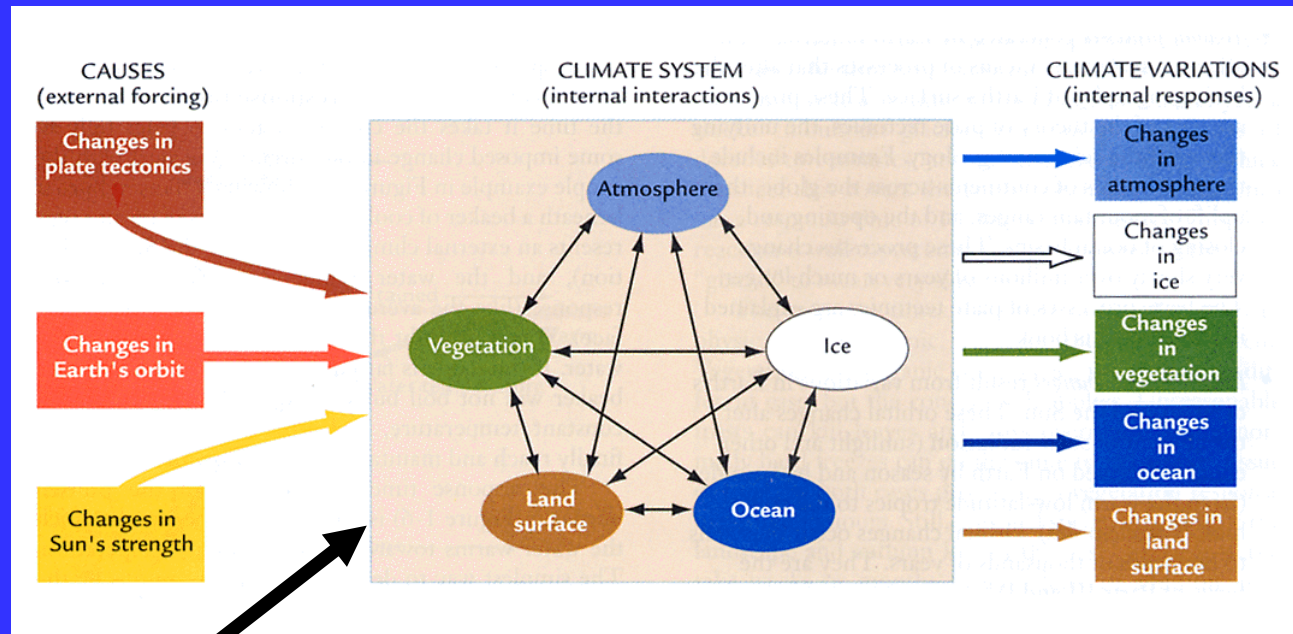 CAUSES
(external forcing)
Changes in
plate tectonics
Changes in
Earth's orbit
Changes in
Sun's strength
CLIMATE SYSTEM
(internal interactions)
Atmosphere
Vegetation
Ice
Land
surface
Ocean
CLIMATE VARIATIONS
(internal responses)
Changes
in
atmosphere
Changes
in
ice
Changes
in
vegetation
Changes
in
ocean
Changes in
land
surface